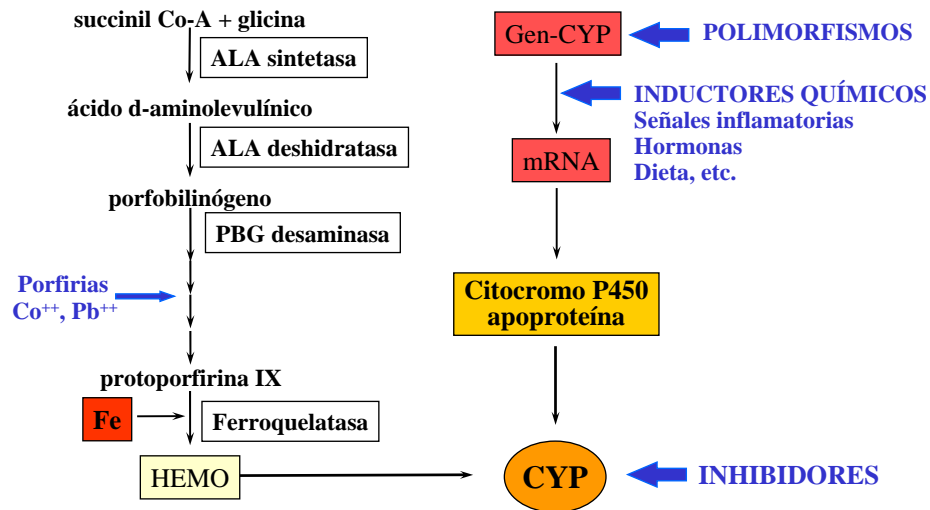 succinil Co-A + glicina
ALA sintetasa
ácido d-aminolevulínico
ALA deshidratasa
porfobilinógeno
PBG desaminasa
Porfirias
Co⁺⁺, Pb⁺⁺
protoporfirina IX
Fe
Ferroquelatasa
HEMO
Gen-CYP
POLIMORFISMOS
INDUCTORES QUÍMICOS
Señales inflamatorias
Hormonas
Dieta, etc.
mRNA
Citocromo P450
apoproteína
CYP
INHIBIDORES